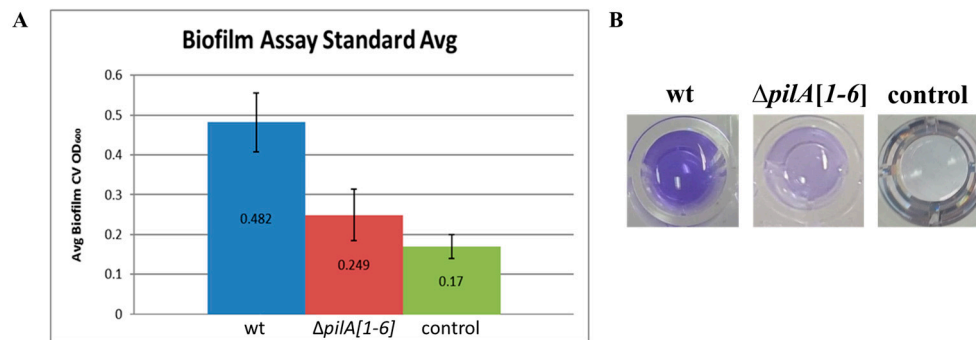 A
Biofilm Assay Standard Avg
Avg Biofilm CV OD₆₀₀
0.6
0.5
0.4
0.3
0.2
0.1
0
0.482
0.249
0.17
wt
ΔpilA[1-6]
control
B
wt ΔpilA[1-6] control